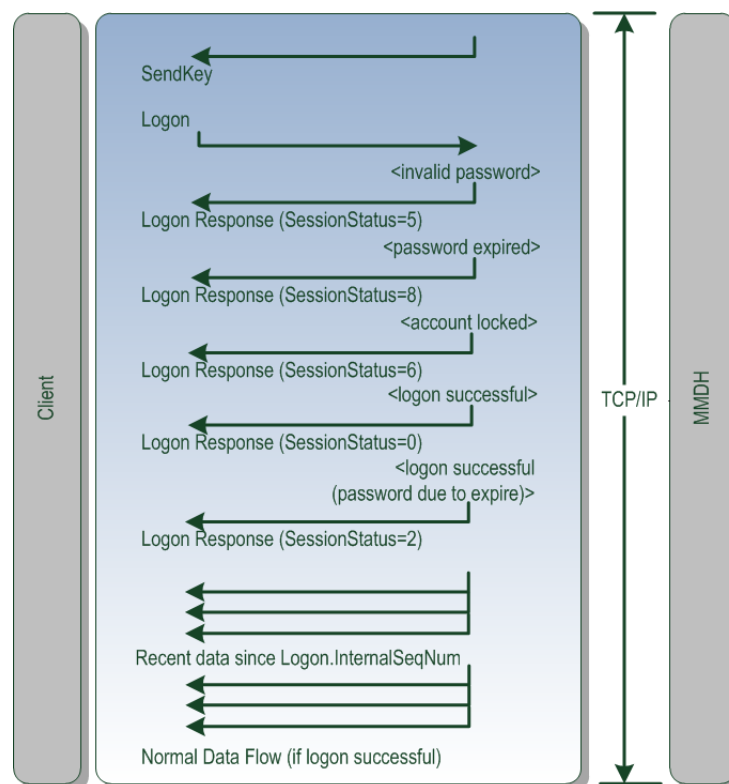 SendKey
Logon
<invalid password>
Logon Response (SessionStatus=5)
<password expired>
Logon Response (SessionStatus=8)
<account locked>
Logon Response (SessionStatus=6)
<logon successful>
Logon Response (SessionStatus=0)
<logon successful
(password due to expire)>
Logon Response (SessionStatus=2)
Recent data since Logon.InternalSeqNum
Normal Data Flow (if logon successful)
Client
TCP/IP
MMDH